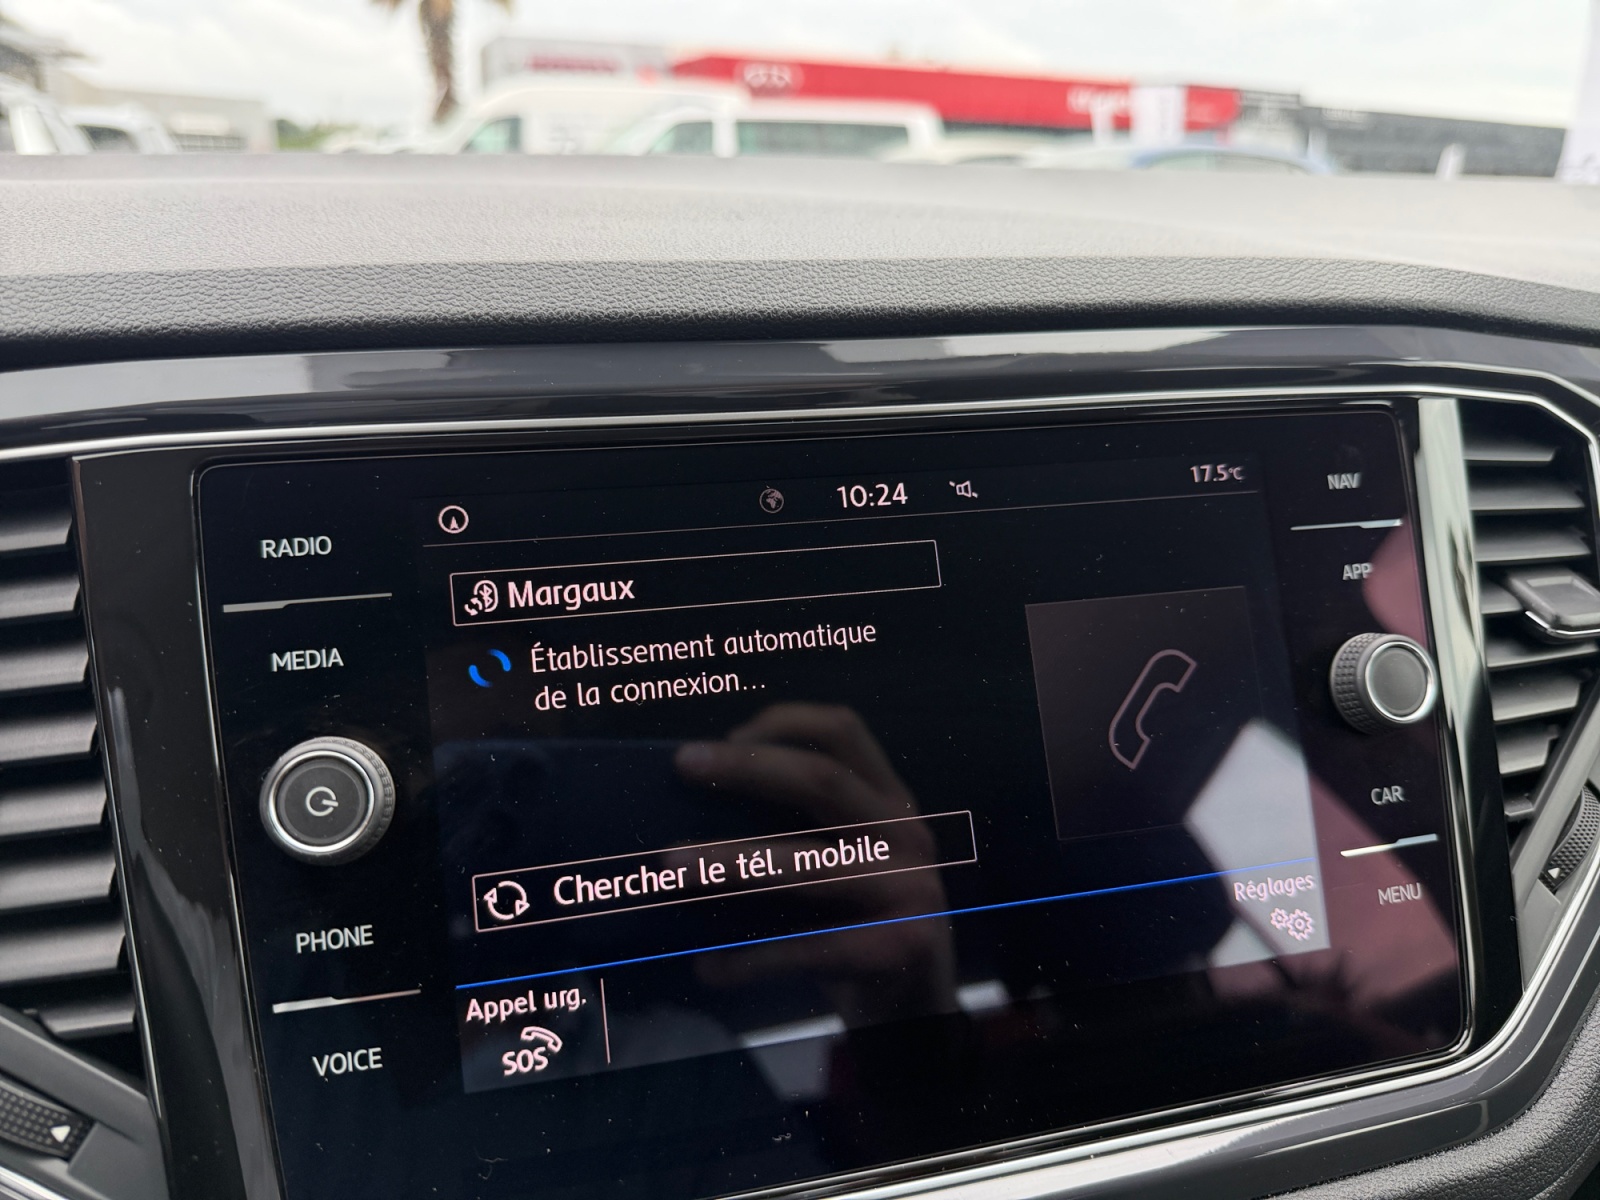 10:24
17.5°C
NAV
RADIO
APP
Margaux
Établissement automatique
de la connexion...
MEDIA
CAR
Chercher le tél. mobile
Réglages
MENU
PHONE
Appel urg.
SOS
VOICE